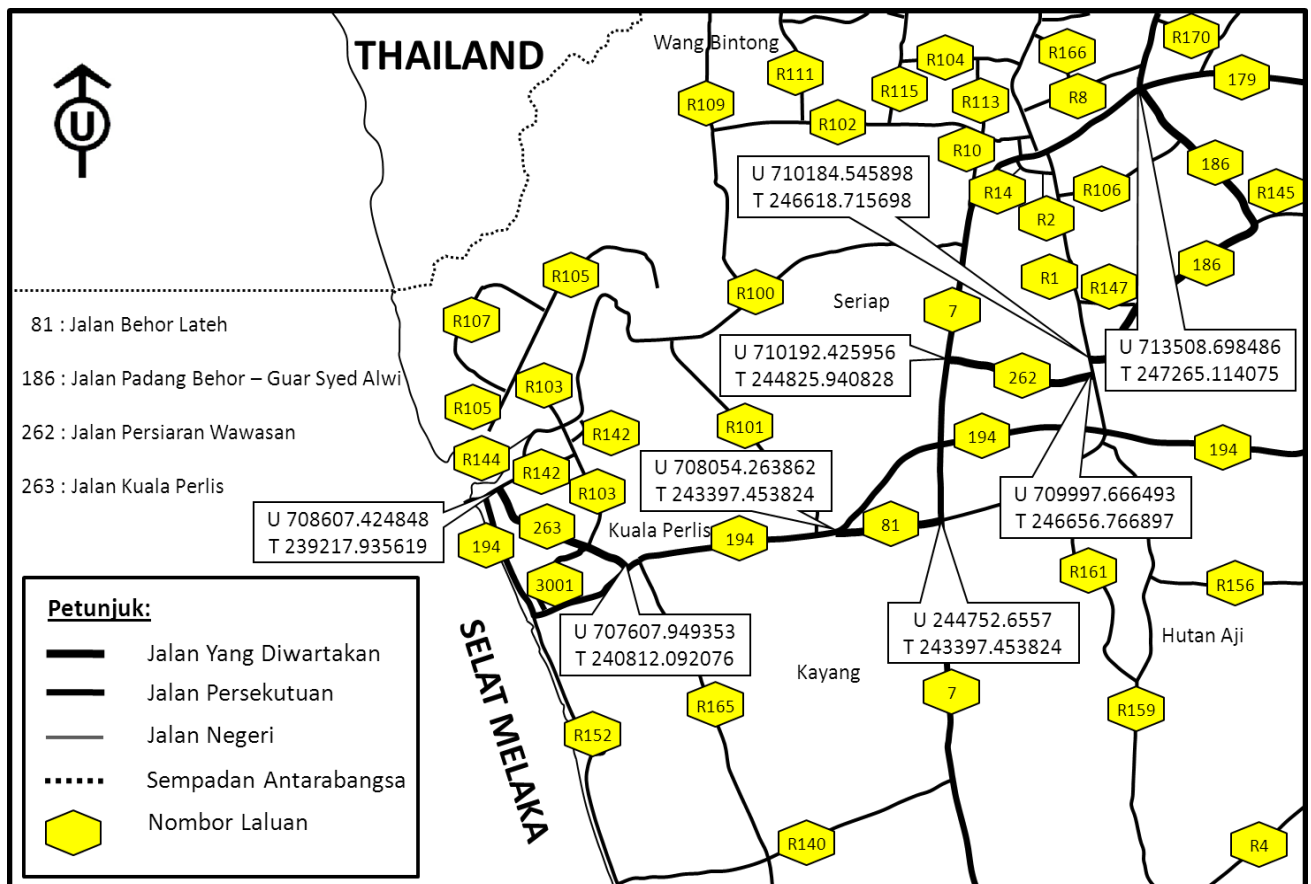 THAILAND
Wang Bintong
R170
R104
R166
R111
R115
R113
R8
179
R109
R102
R10
186
R145
U
U 710184.545898
T 246618.715698
R14
R106
R2
186
R105
R100
Seriap
R1
R147
R107
7
81 : Jalan Behor Lateh
186 : Jalan Padang Behor – Guar Syed Alwi
262 : Jalan Persiaran Wawasan
263 : Jalan Kuala Perlis
U 710192.425956
T 244825.940828
262
U 713508.698486
T 247265.114075
R103
R105
R142
R101
194
194
R144
R142
R103
U 708054.263862
T 243397.453824
U 709997.666493
T 246656.766897
U 708607.424848
T 239217.935619
263
Kuala Perlis
194
81
194
3001
R161
R156
U 707607.949353
T 240812.092076
U 244752.6557
T 243397.453824
Hutan Aji
Kayang
SELAT MELAKA
R165
7
R159
R152
R140
R4
Petunjuk:
Jalan Yang Diwartakan
Jalan Persekutuan
Jalan Negeri
Sempadan Antarabangsa
Nombor Laluan